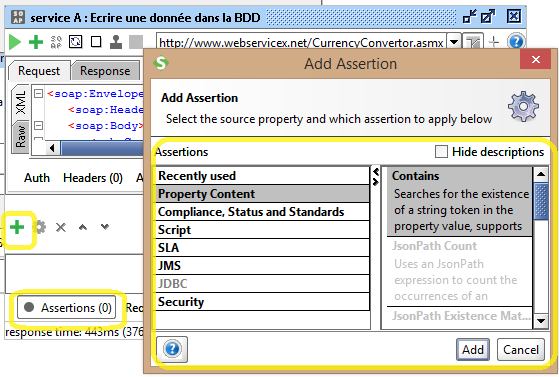 service A : Ecrire une donnée dans la BDD
http://www.webservicex.net/CurrencyConvertor.asmx
Request
Response
XML
Raw
<soap:Envelope
<soap:Heade
<soap:Body>
Auth Headers (0) A
Assertions (0)
Req
response time: 443ms (376
Add Assertion
Add Assertion
Select the source property and which assertion to apply below
Assertions
Hide descriptions
Recently used
Property Content
Compliance, Status and Standards
Script
SLA
JMS
JDBC
Security
Contains
Searches for the existence
of a string token in the
property value, supports
JsonPath Count
Uses an JsonPath
expression to count the
occurrences of an
JsonPath Existence Mat...
Add
Cancel